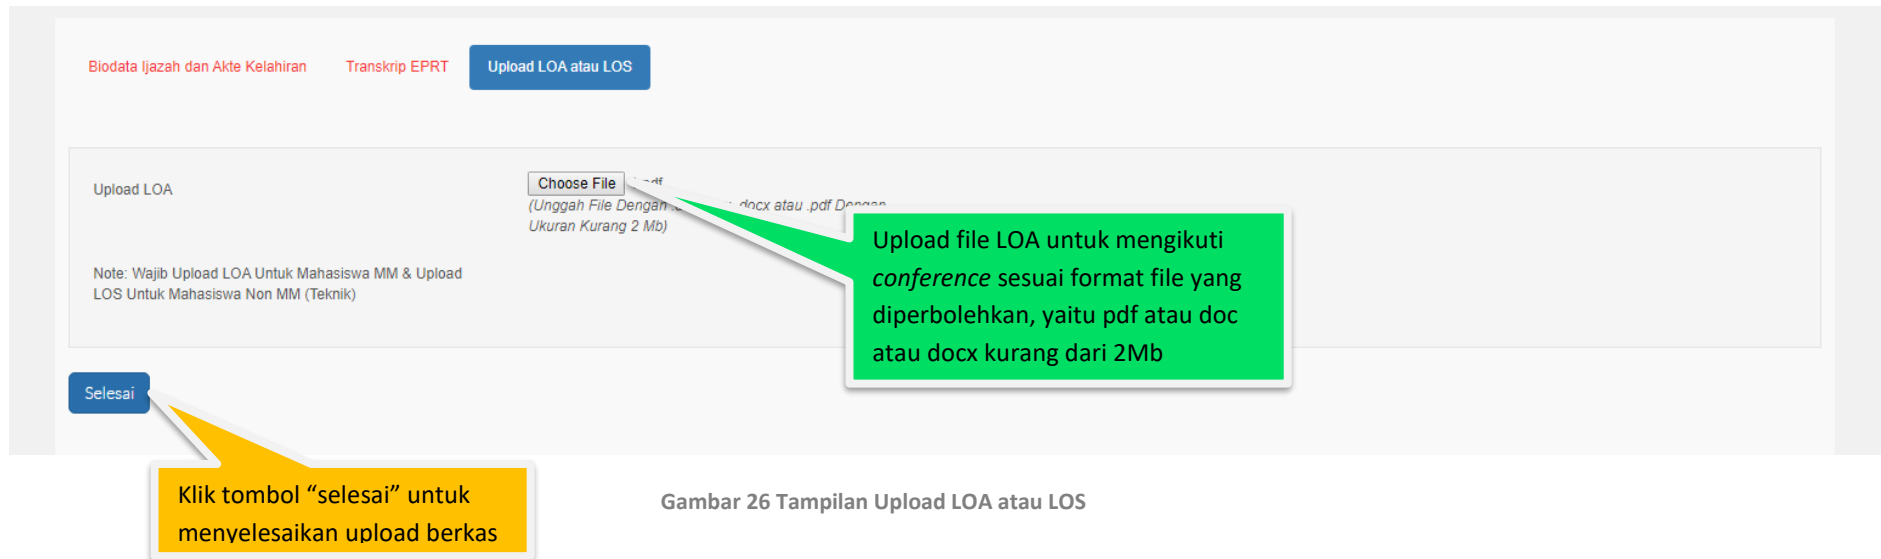 Biodata Ijazah dan Akte Kelahiran Transkrip EPRT Upload LOA atau LOS
Upload LOA
Choose File
(Unggah File Dengan docx atau .pdf Dengan
Ukuran Kurang 2 Mb)
Note: Wajib Upload LOA Untuk Mahasiswa MM & Upload
LOS Untuk Mahasiswa Non MM (Teknik)
Upload file LOA untuk mengikuti
conference sesuai format file yang
diperbolehkan, yaitu pdf atau doc
atau docx kurang dari 2Mb
Selesai
Klik tombol “selesai” untuk
menyelesaikan upload berkas
Gambar 26 Tampilan Upload LOA atau LOS